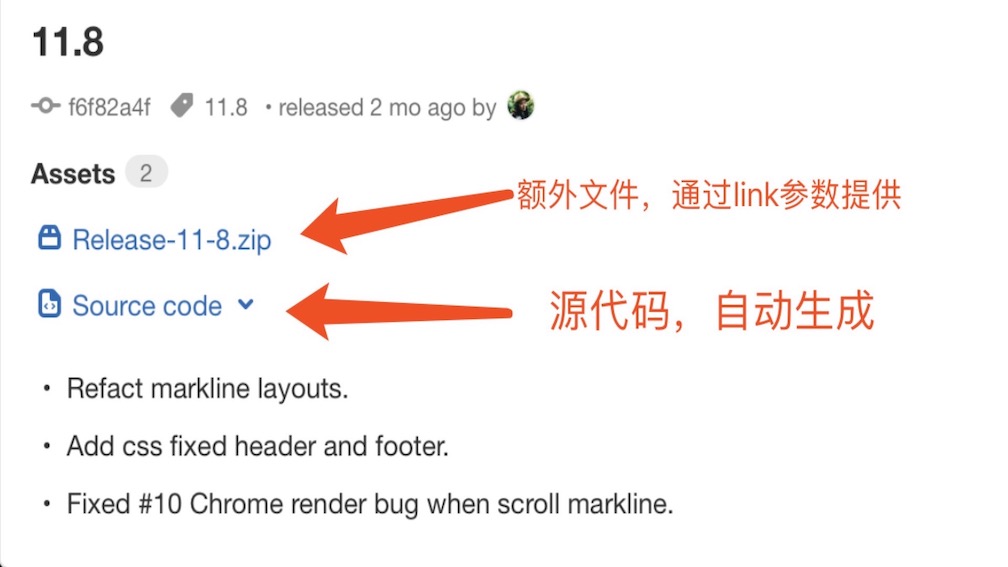 11.8
f6f82a4f 11.8 • released 2 mo ago by
Assets 2
Release-11-8.zip
额外文件，通过link参数提供
Source code
源代码，自动生成
• Refact markline layouts.
• Add css fixed header and footer.
• Fixed #10 Chrome render bug when scroll markline.